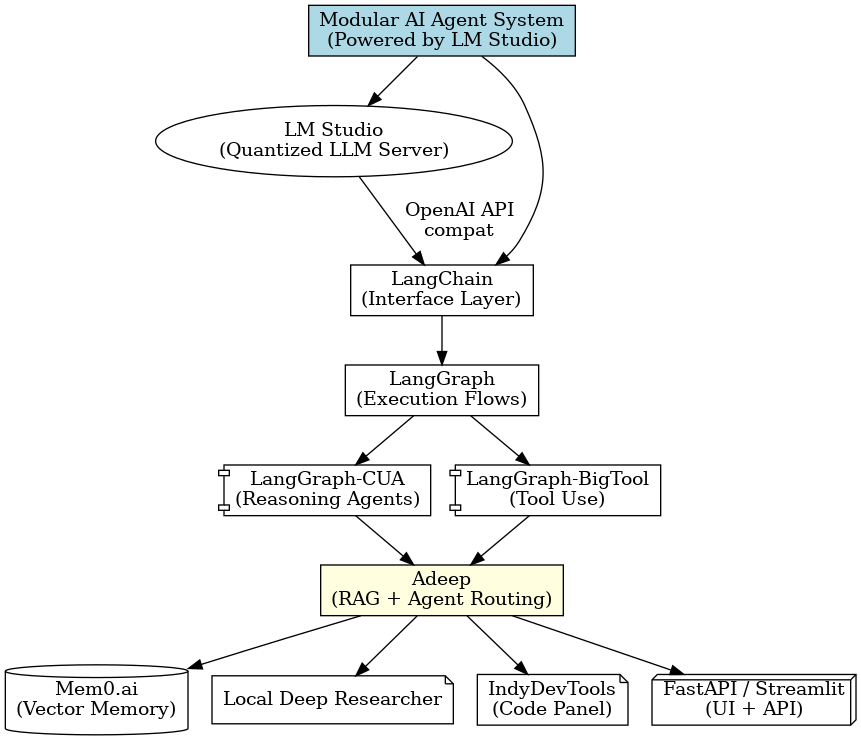 Modular AI Agent System
(Powered by LM Studio)
LM Studio
(Quantized LLM Server)
OpenAI API
compat
LangChain
(Interface Layer)
LangGraph
(Execution Flows)
LangGraph-CUA
(Reasoning Agents)
LangGraph-BigTool
(Tool Use)
Adeep
(RAG + Agent Routing)
Mem0.ai
(Vector Memory)
Local Deep Researcher
IndyDevTools
(Code Panel)
FastAPI / Streamlit
(UI + API)